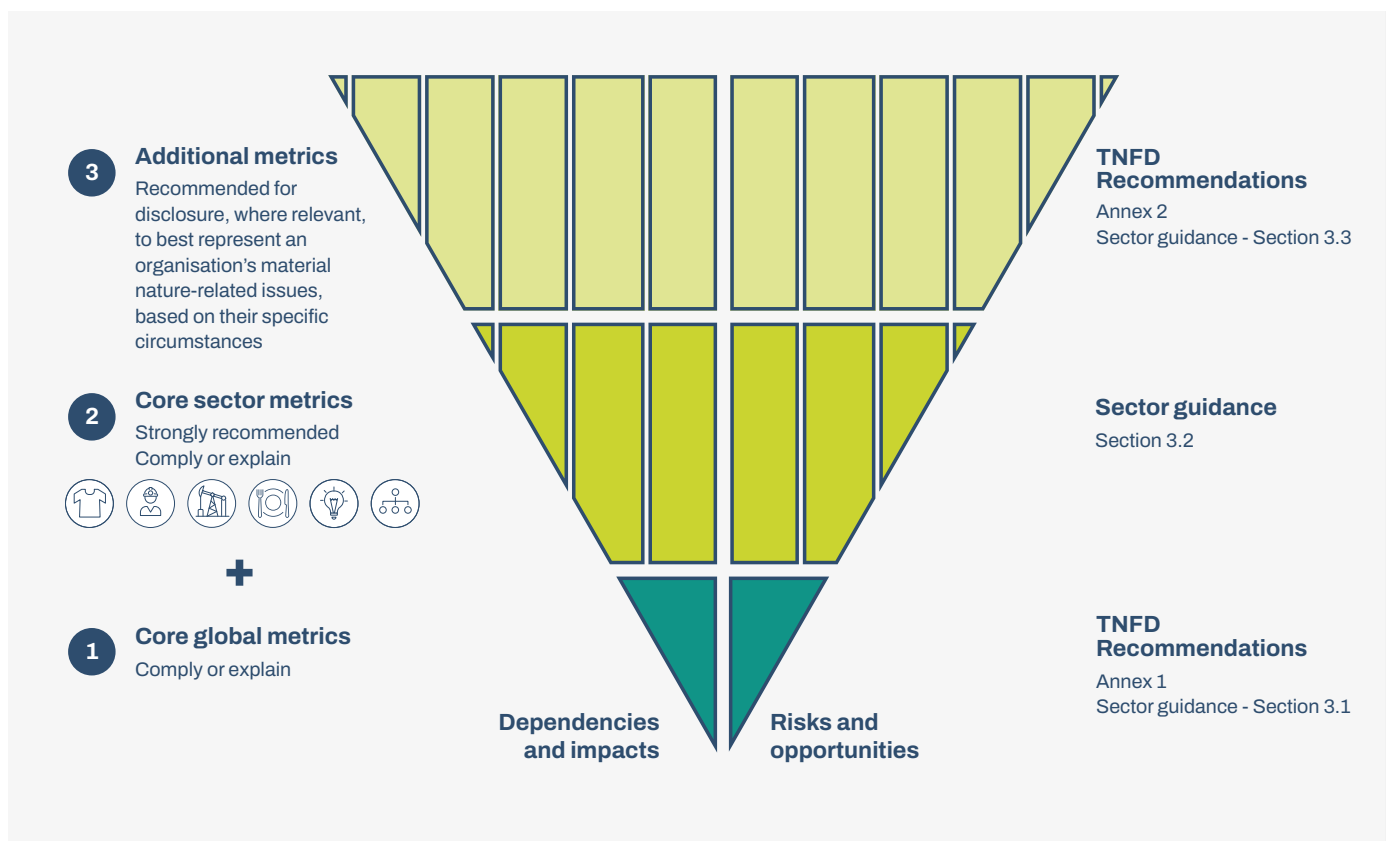 3
Additional metrics
Recommended for
disclosure, where relevant,
to best represent an
organisation’s material
nature-related issues,
based on their specific
circumstances
TNFD
Recommendations
Annex 2
Sector guidance - Section 3.3
2
Core sector metrics
Strongly recommended
Comply or explain
Sector guidance
Section 3.2
1
Core global metrics
Comply or explain
TNFD
Recommendations
Annex 1
Sector guidance - Section 3.1
Dependencies
and impacts
Risks and
opportunities